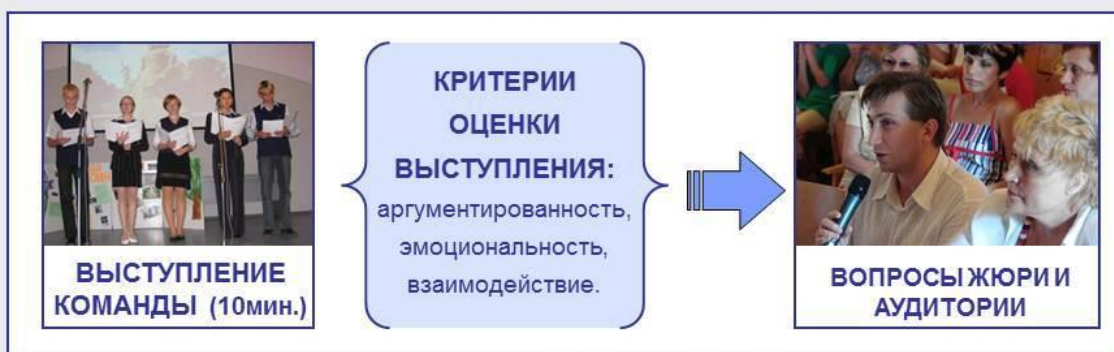 ВЫСТУПЛЕНИЕ
КОМАНДЫ (10мин.)
КРИТЕРИИ
ОЦЕНКИ
ВЫСТУПЛЕНИЯ:
аргументированность,
эмоциональность,
взаимодействие.
ВОПРОСЫ ЖЮРИ И
АУДИТОРИИ